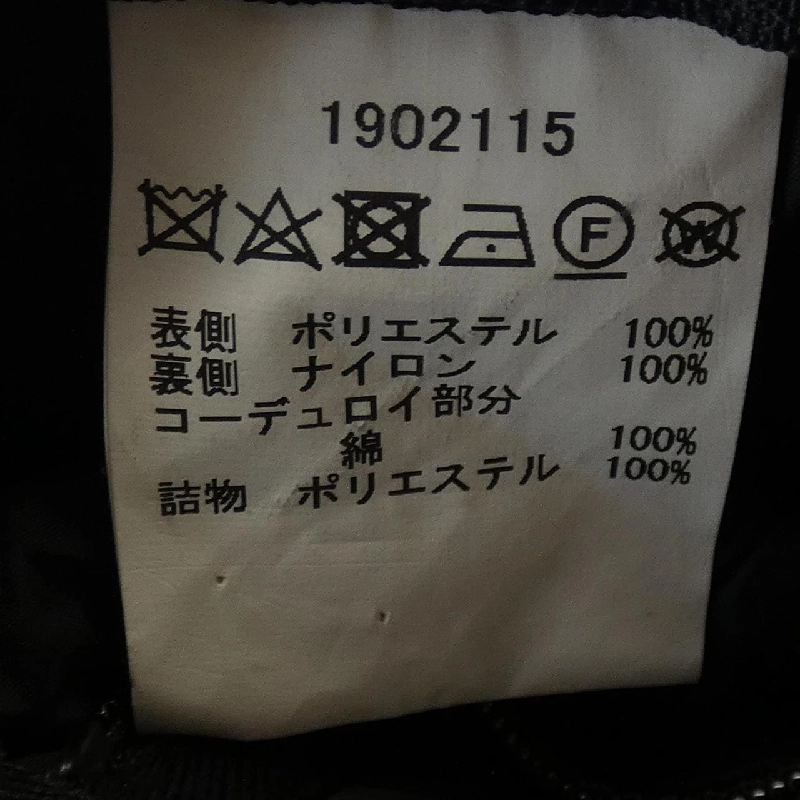 1902115
F W
表側 ポリエステル 100%
裏側 ナイロン 100%
コーデュロイ部分
綿 100%
詰物 ポリエステル 100%